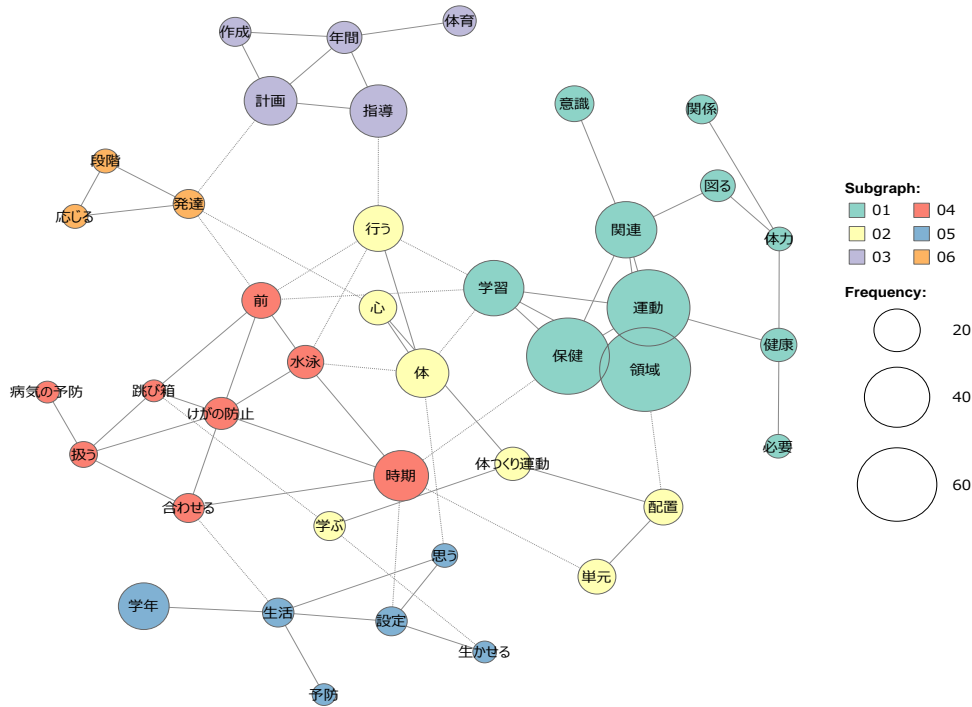 作成
年間
体育
計画
指導
意識
関係
段階
発達
応じる
図る
行う
関連
体力
学習
前
心
運動
水泳
体
保健
領域
健康
病気の予防
跳び箱
けがの防止
扱う
必要
体つくり運動
時期
合わせる
学ぶ
配置
思う
単元
学年
生活
設定
生かせる
予防
Subgraph:
01
04
02
05
03
06
Frequency:
20
40
60